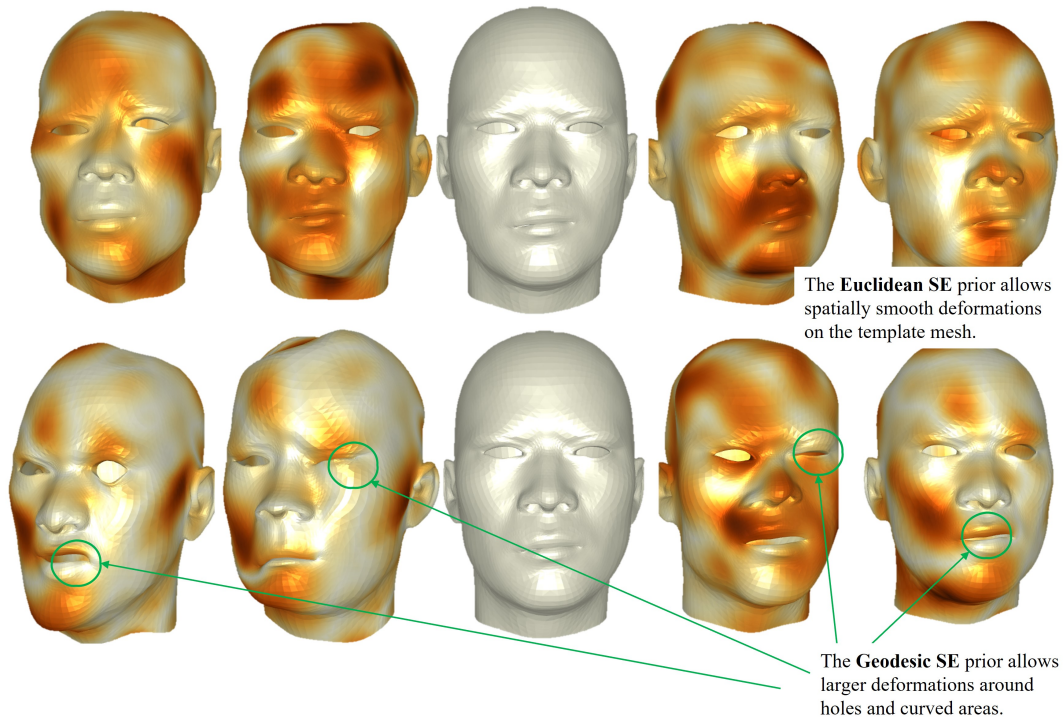 The Euclidean SE prior allows
spatially smooth deformations
on the template mesh.
The Geodesic SE prior allows
larger deformations around
holes and curved areas.